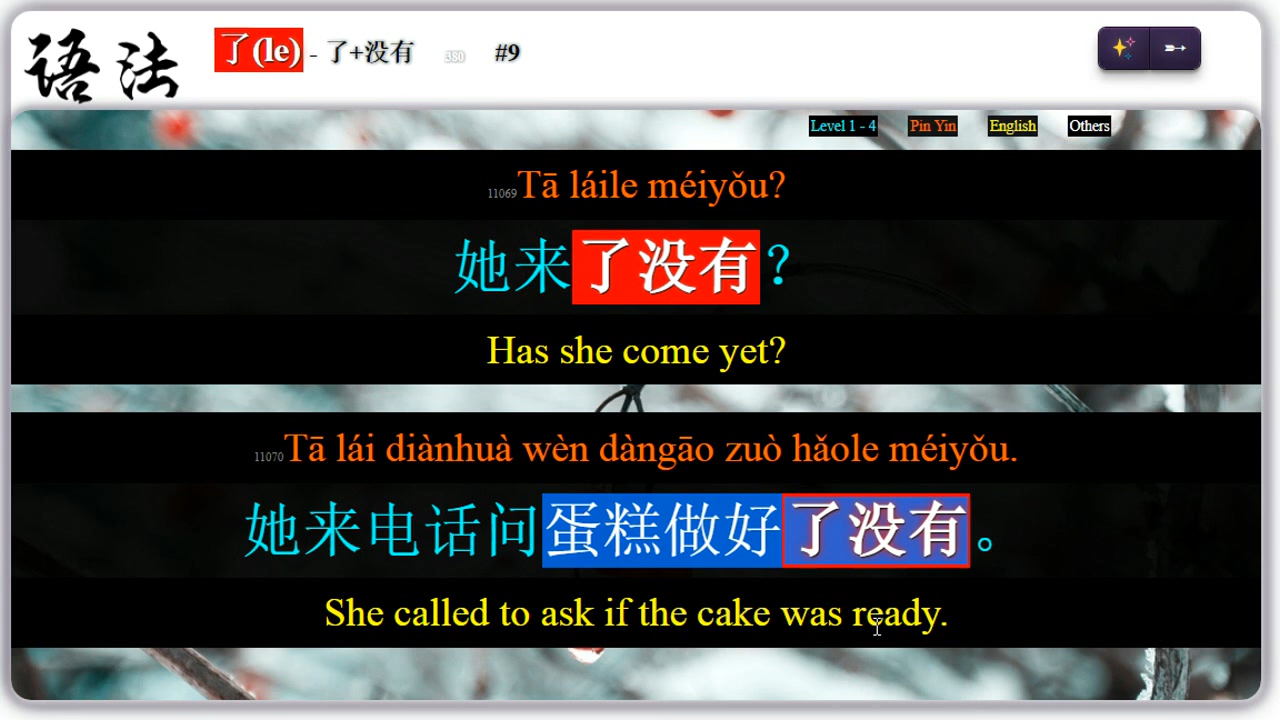 语法 了(le) - 了+没有 380 #9
Level 1 - 4 Pin Yin English Others
11069 Tā láile méiyǒu?
她来了没有？
Has she come yet?
11070 Tā lái diànhuà wèn dàngāo zuò hǎole méiyǒu.
她来电话问蛋糕做好了没有。
She called to ask if the cake was ready.